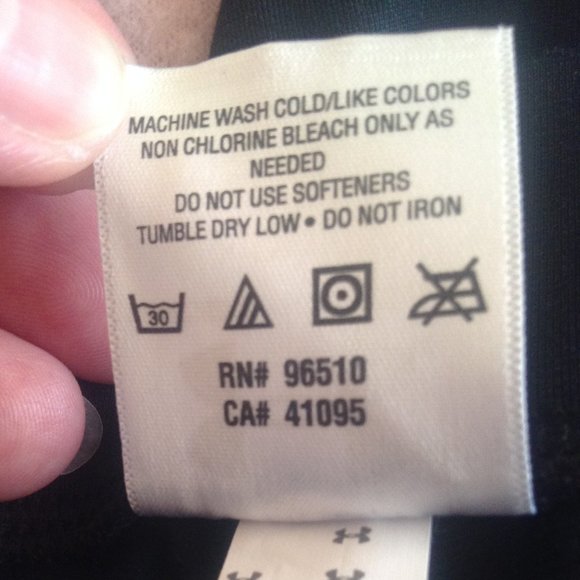 MACHINE WASH COLD/LIKE COLORS
NON CHLORINE BLEACH ONLY AS
NEEDED
DO NOT USE SOFTENERS
TUMBLE DRY LOW • DO NOT IRON
30
RN# 96510
CA# 41095